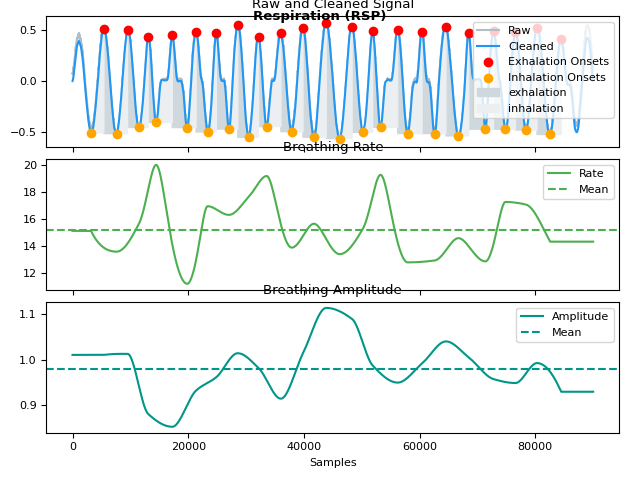 Raw and Cleaned Signal
Respiration (RSP)
0.5
0.0
−0.5
Raw
Cleaned
Exhalation Onsets
Inhalation Onsets
exhalation
inhalation
Breathing Rate
20
18
16
14
12
Rate
Mean
Breathing Amplitude
1.1
1.0
0.9
Amplitude
Mean
0 20000 40000 60000 80000
Samples